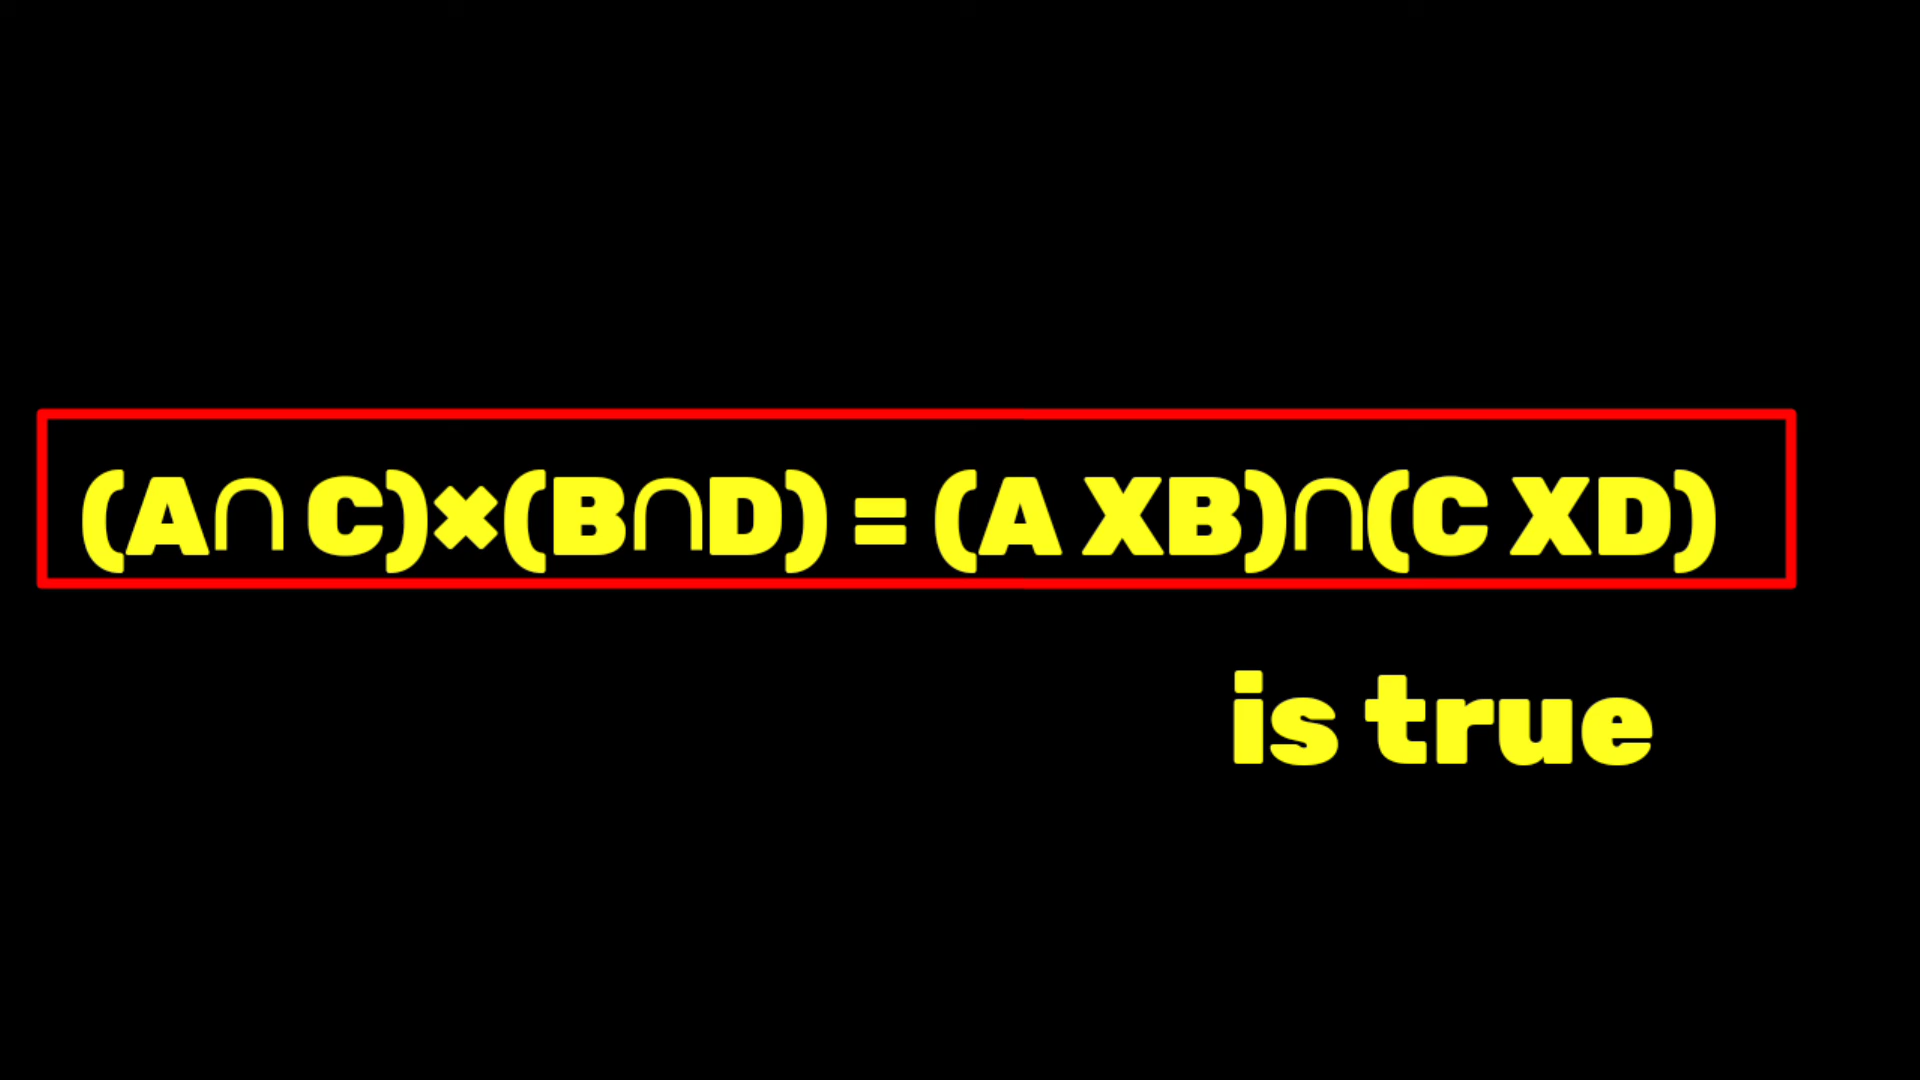 (A∩ C)×(B∩D) = (A XB)∩(C XD)
is true